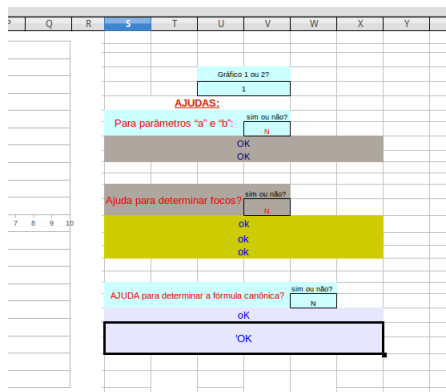 Q R S T U V W X Y
Gráfico 1 ou 2?
1
AJUDAS:
Para parâmetros "a" e "b": sim ou não?
N
OK
OK
Ajuda para determinar focos? sim ou não?
N
ok
7 8 9 10
ok
ok
AJUDA para determinar a fórmula canônica? sim ou não?
N
oK
'OK